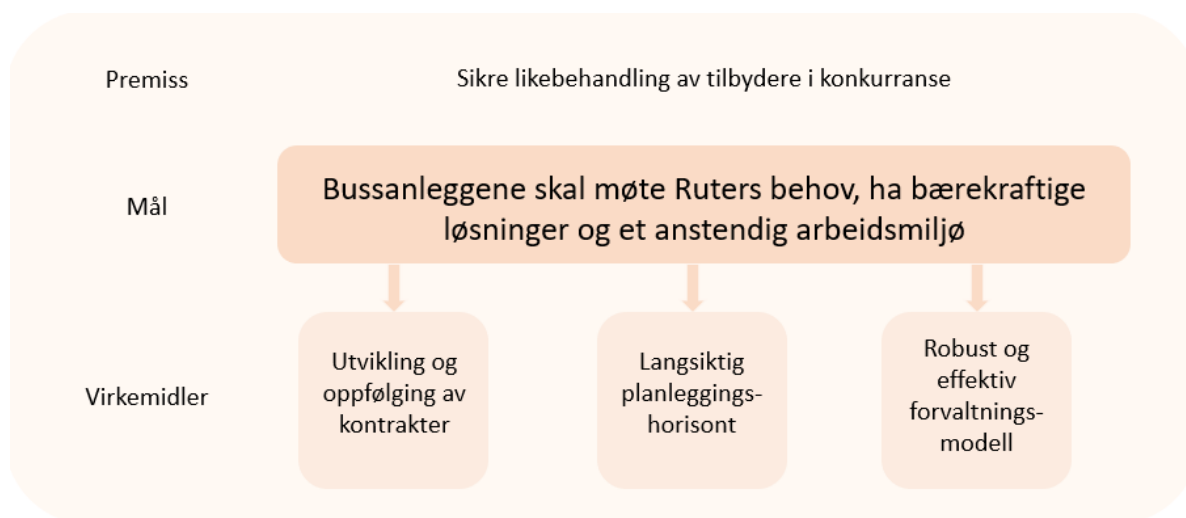 Premiss
Sikre likebehandling av tilbydere i konkurranse
Mål
Bussanleggene skal møte Ruters behov, ha bærekraftige
løsninger og et anstendig arbeidsmiljø
Virkemidler
Utvikling og
oppfølging av
kontrakter
Langsiktig
planleggings-
horisont
Robust og
effektiv
forvaltnings-
modell